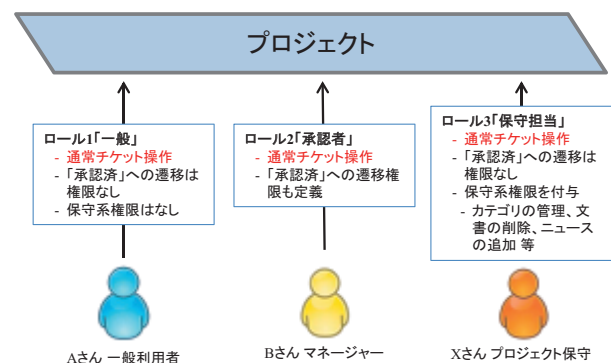 プロジェクト
ロール1「一般」
- 通常チケット操作
- 「承認済」への遷移は
権限なし
- 保守系権限はなし
ロール2「承認者」
- 通常チケット操作
- 「承認済」への遷移権
限も定義
ロール3「保守担当」
- 通常チケット操作
- 「承認済」への遷移は
権限なし
- 保守系権限を付与
- カテゴリの管理、文
書の削除、ニュース
の追加 等
Aさん 一般利用者
Bさん マネージャー
Xさん プロジェクト保守